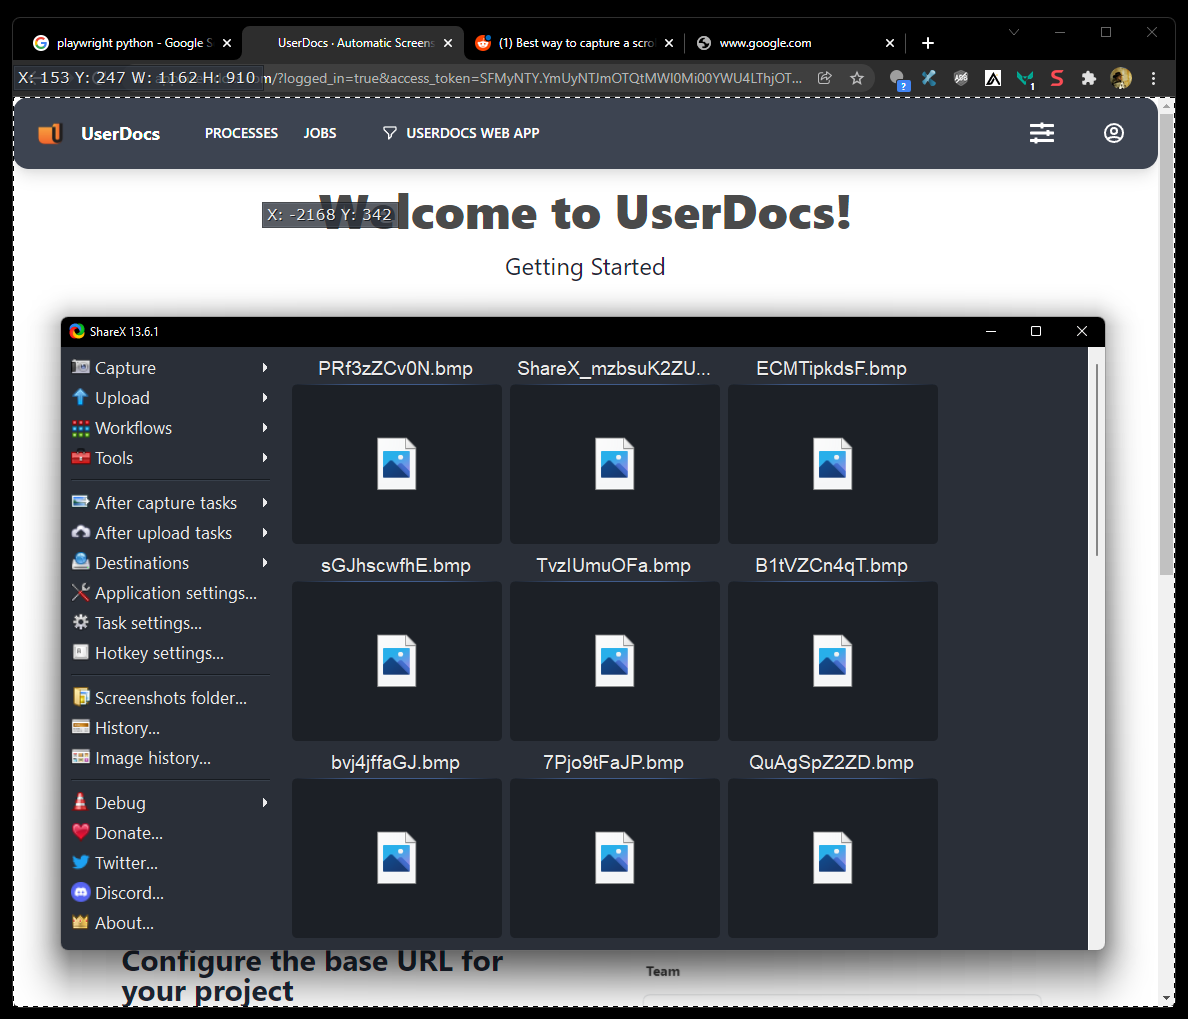 playwright python - Google S
UserDocs · Automatic Screens
(1) Best way to capture a scro
www.google.com
X: 153 Y: 247 W: 1162 H: 910
m/?logged_in=true&access_token=SFMyNTY.YmUyNTJmOTQtMWI0Mi00YWU4LThjOT...
ABP
?
1
S
UserDocs
PROCESSES
JOBS
USERDOCS WEB APP
Welcome to UserDocs!
X: -2168 Y: 342
Getting Started
ShareX 13.6.1
Capture
Upload
Workflows
Tools
After capture tasks
After upload tasks
Destinations
Application settings...
Task settings...
Hotkey settings...
Screenshots folder...
History...
Image history...
Debug
Donate...
Twitter...
Discord...
About...
PRf3zZCv0N.bmp
ShareX_mzbsuK2ZU...
ECMTipkdsF.bmp
sGJhscwfhE.bmp
TvzIUmuOFa.bmp
B1tVZCn4qT.bmp
bvj4jffaGJ.bmp
7Pjo9tFaJP.bmp
QuAgSpZ2ZD.bmp
Configure the base URL for
your project
Team